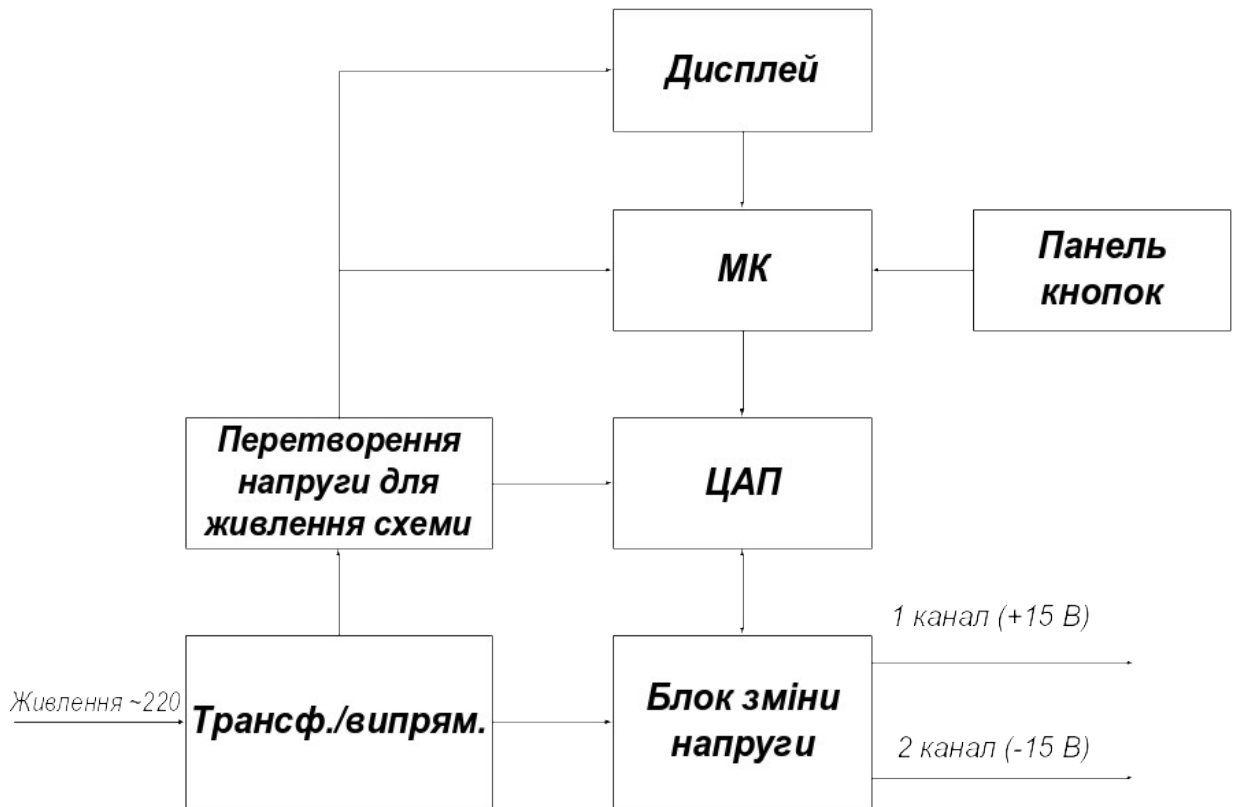 Дисплей
МК
Панель
кнопок
Перетворення
напруги для
живлення схеми
ЦАП
1 канал (+15 В)
Живлення ~220
Трансф./випрям.
Блок зміни
напруги
2 канал (-15 В)